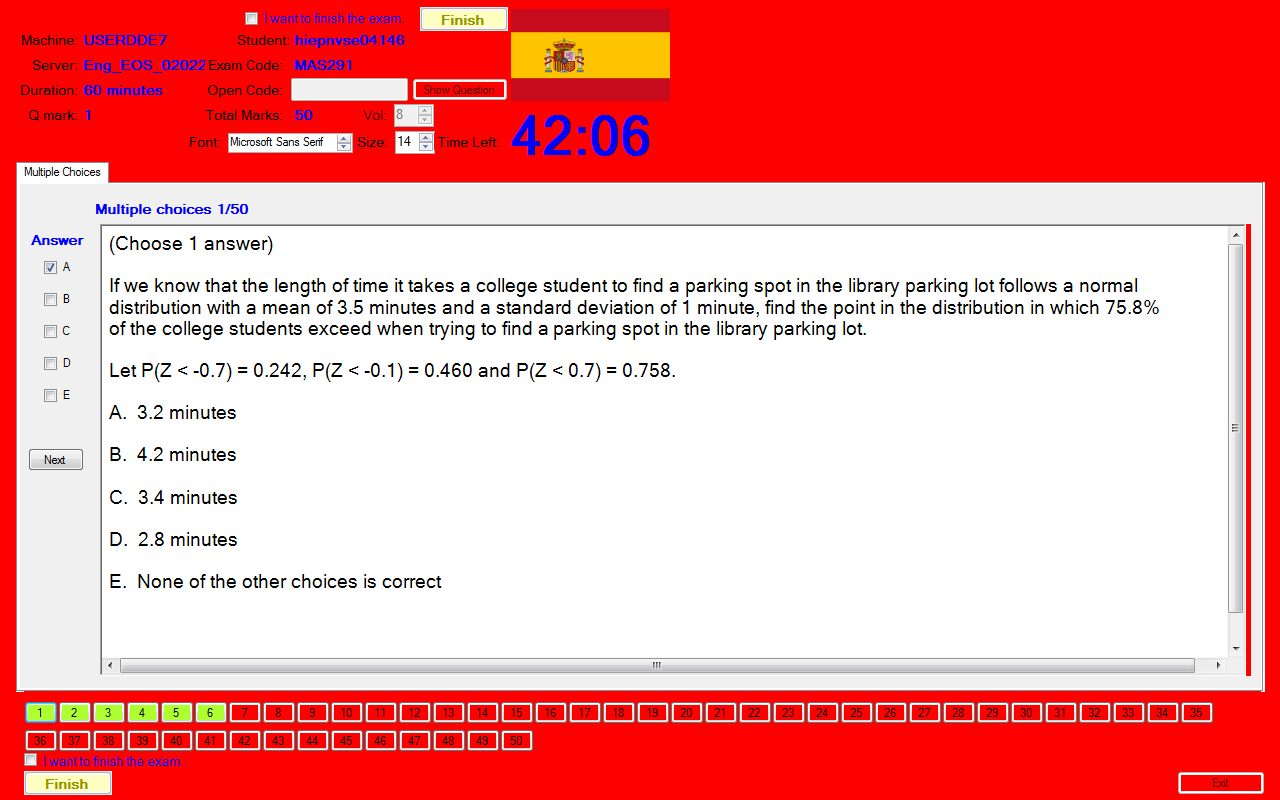 I want to finish the exam.
Finish
Machine: USERDDE7 Student: hiepnvse04146
Server: Eng_EOS_02022 Exam Code: MAS291
Duration: 60 minutes Open Code: Show Question
Q mark: 1 Total Marks: 50 Vol: 8
Font: Microsoft Sans Serif Size: 14 Time Left: 42:06
Multiple Choices
Multiple choices 1/50
Answer
A
B
C
D
E
Next
(Choose 1 answer)
If we know that the length of time it takes a college student to find a parking spot in the library parking lot follows a normal
distribution with a mean of 3.5 minutes and a standard deviation of 1 minute, find the point in the distribution in which 75.8%
of the college students exceed when trying to find a parking spot in the library parking lot.
Let P(Z < -0.7) = 0.242, P(Z < -0.1) = 0.460 and P(Z < 0.7) = 0.758.
A. 3.2 minutes
B. 4.2 minutes
C. 3.4 minutes
D. 2.8 minutes
E. None of the other choices is correct
1 2 3 4 5 6 7 8 9 10 11 12 13 14 15 16 17 18 19 20 21 22 23 24 25 26 27 28 29 30 31 32 33 34 35
36 37 38 39 40 41 42 43 44 45 46 47 48 49 50
I want to finish the exam.
Finish
Exit